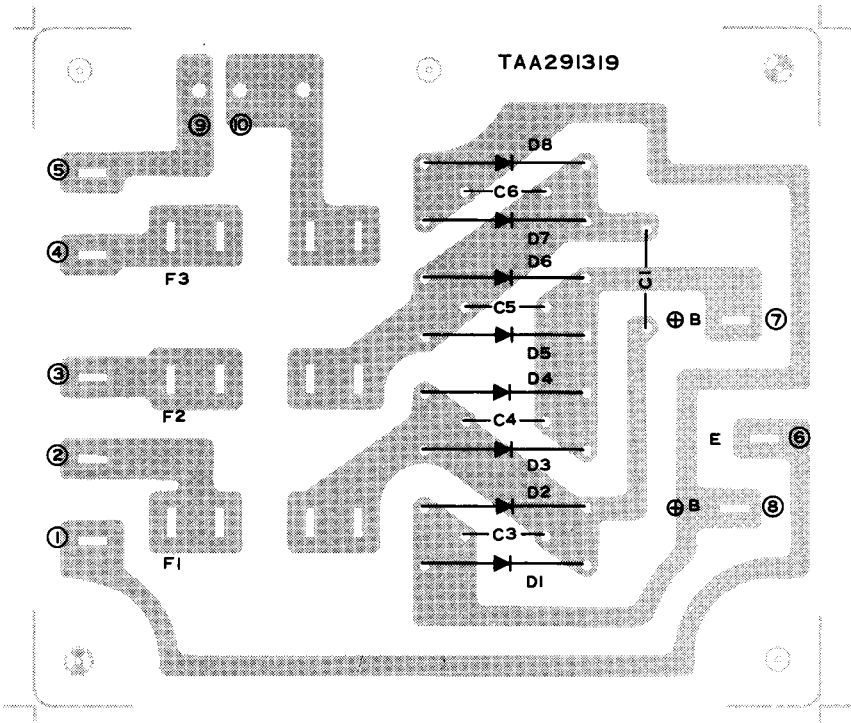 TAA291319
⑨ ⑩
D8
⑤
C6
D7
④
D6
F3
C1
C5
⊕ B ⑦
D5
③
D4
F2
C4
E ⑥
②
D3
D2
⊕ B ⑧
①
C3
F1
D1